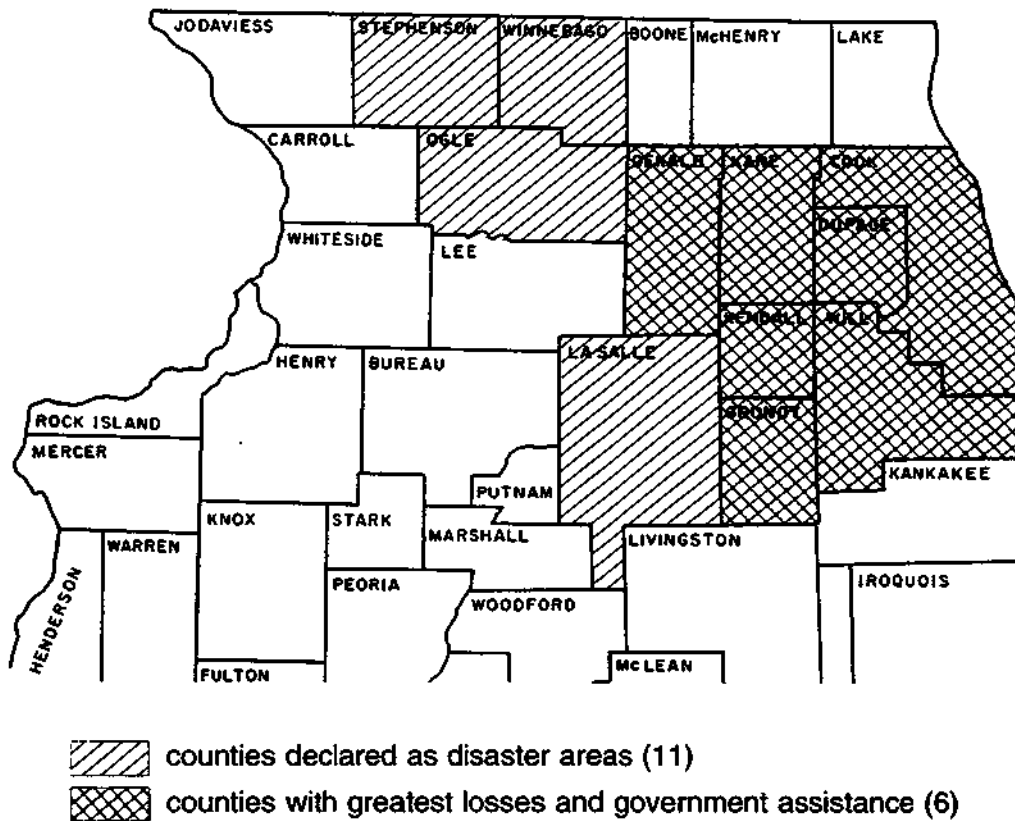 JODAVIESS STEPHENSON WINNEBAGO BOONE McHENRY LAKE
CARROLL OGLE DEKALB KANE COOK
DUPAGE
WHITESIDE LEE
KENDALL WILL
HENRY BUREAU LA SALLE
GRUNDY
ROCK ISLAND
MERCER KANKAKEE
PUTNAM
KNOX STARK
WARREN MARSHALL LIVINGSTON
PEORIA IROQUOIS
HENDERSON WOODFORD
FULTON McLEAN
counties declared as disaster areas (11)
counties with greatest losses and government assistance (6)